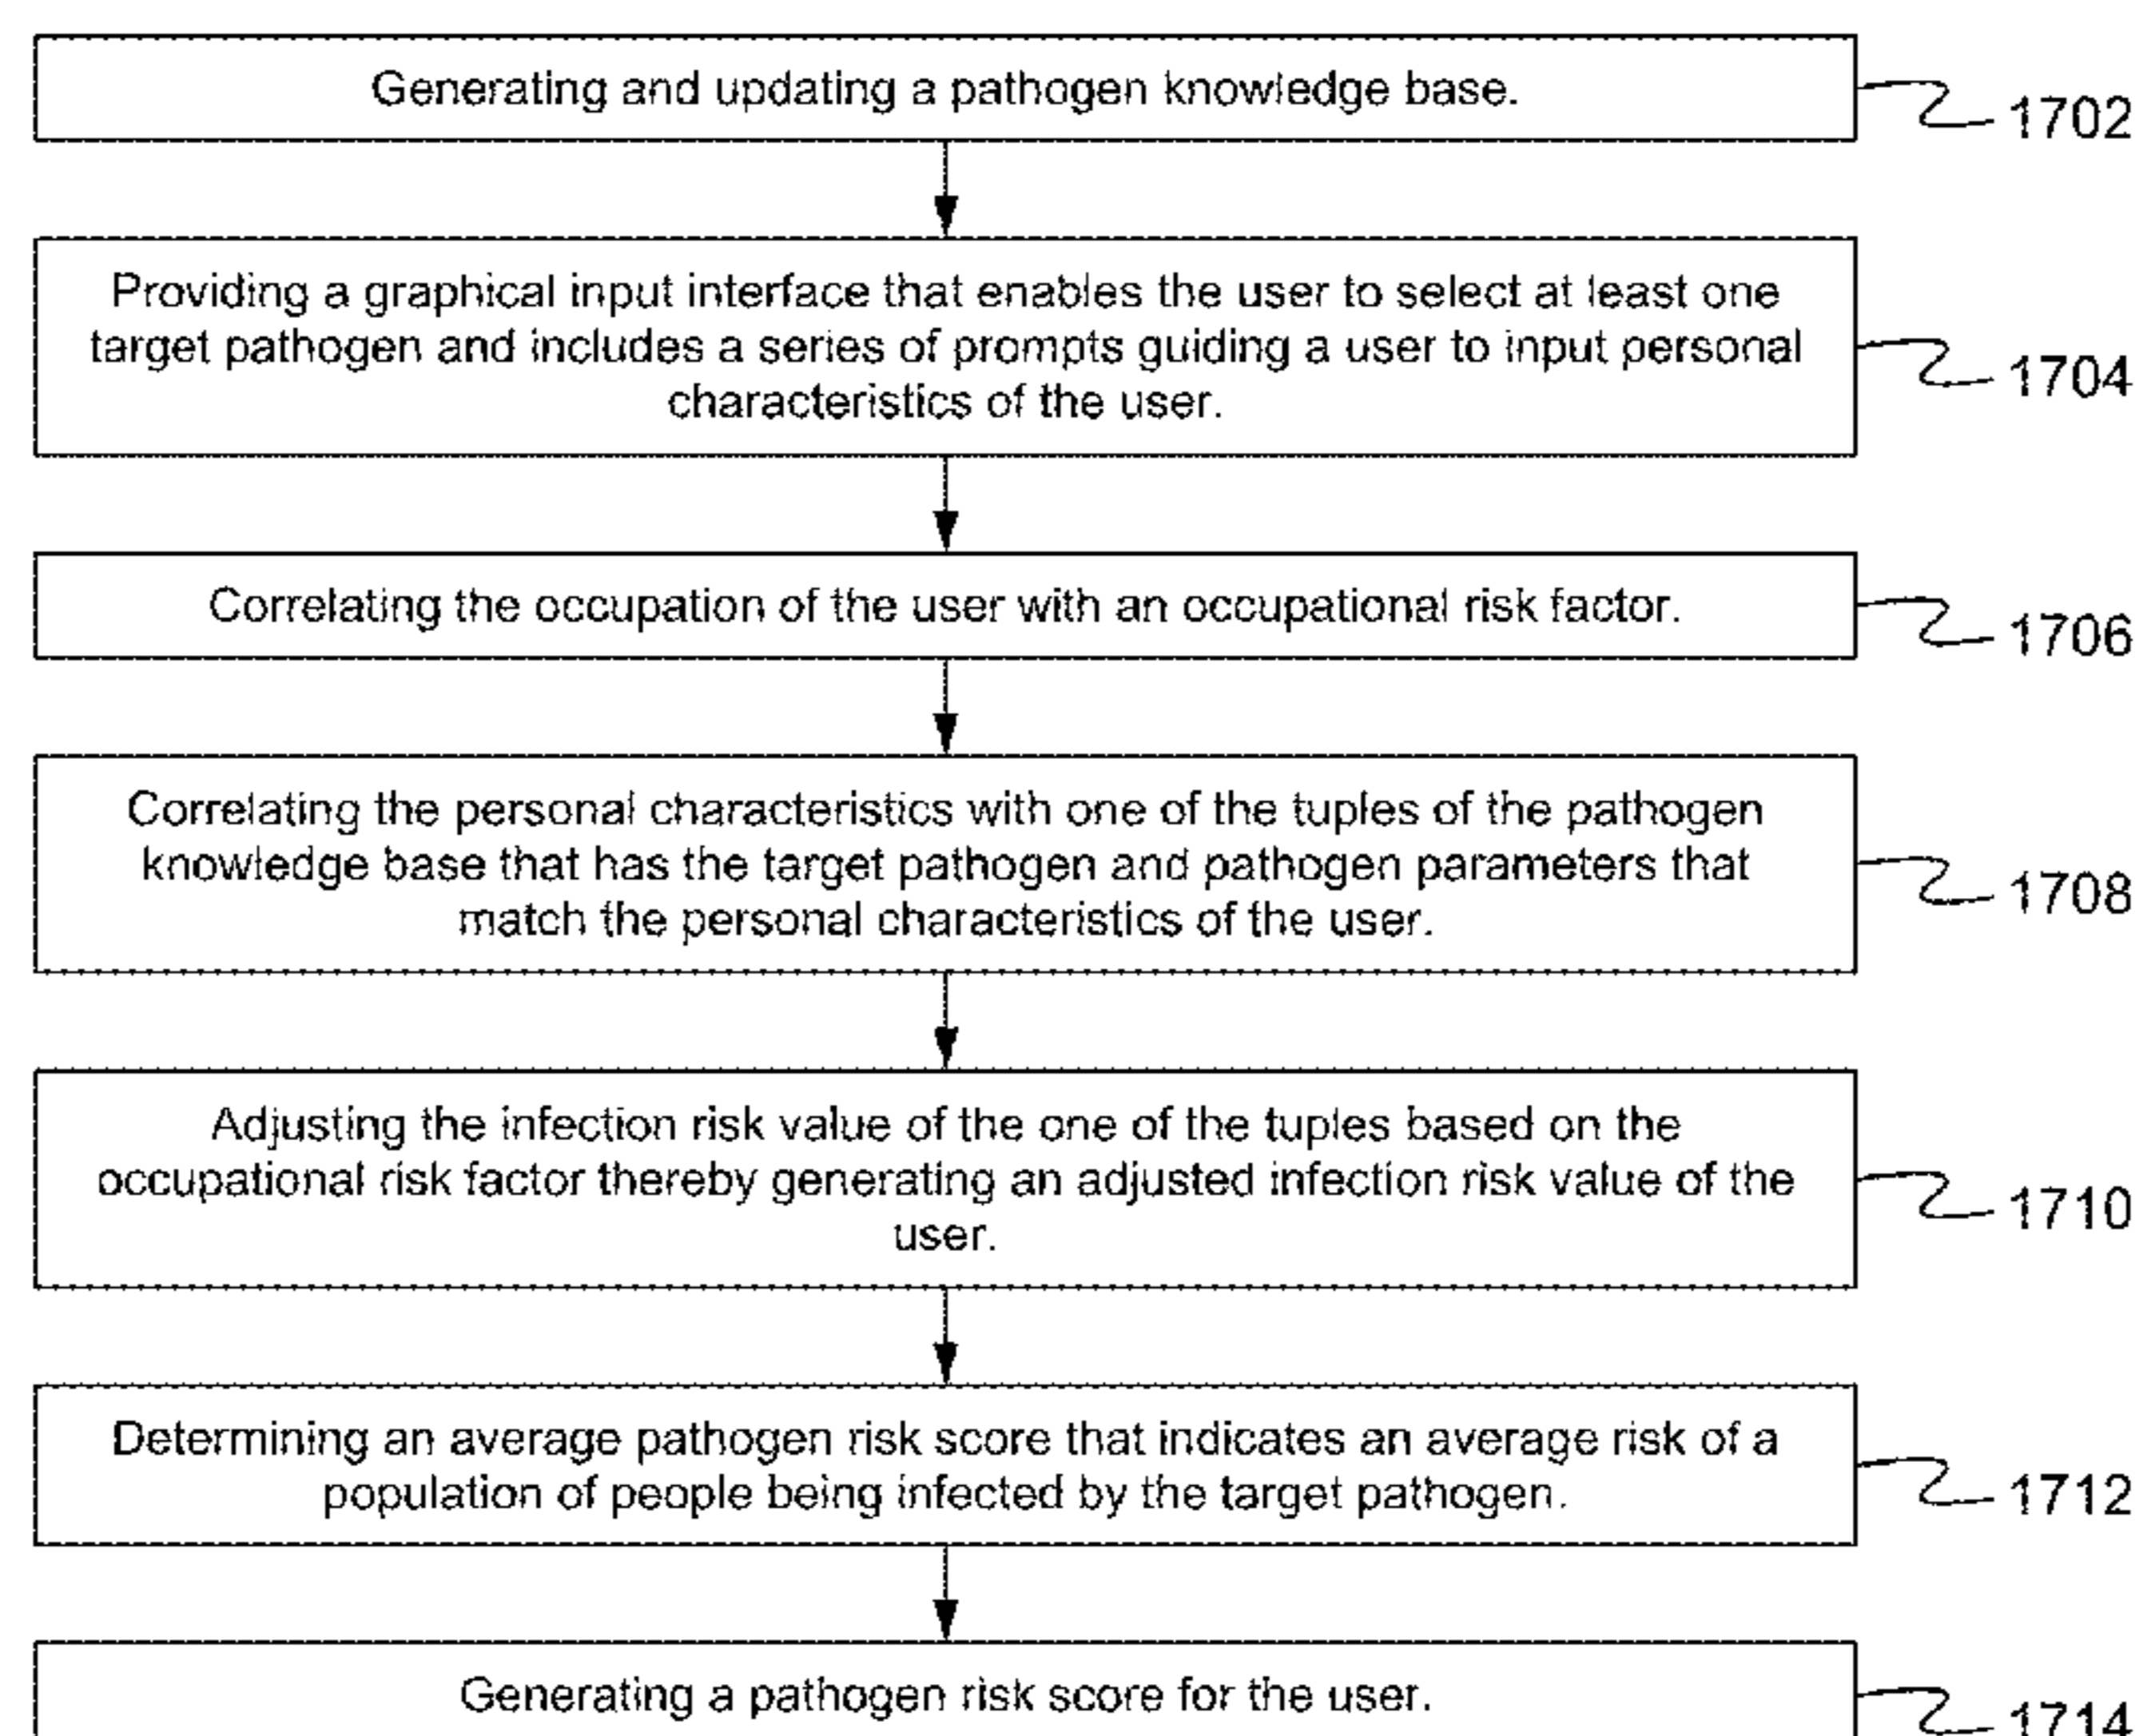 Generating and updating a pathogen knowledge base.
1702
Providing a graphical input interface that enables the user to select at least one
target pathogen and includes a series of prompts guiding a user to input personal
characteristics of the user.
1704
Correlating the occupation of the user with an occupational risk factor.
1706
Correlating the personal characteristics with one of the tuples of the pathogen
knowledge base that has the target pathogen and pathogen parameters that
match the personal characteristics of the user.
1708
Adjusting the infection risk value of the one of the tuples based on the
occupational risk factor thereby generating an adjusted infection risk value of the
user.
1710
Determining an average pathogen risk score that indicates an average risk of a
population of people being infected by the target pathogen.
1712
Generating a pathogen risk score for the user.
1714